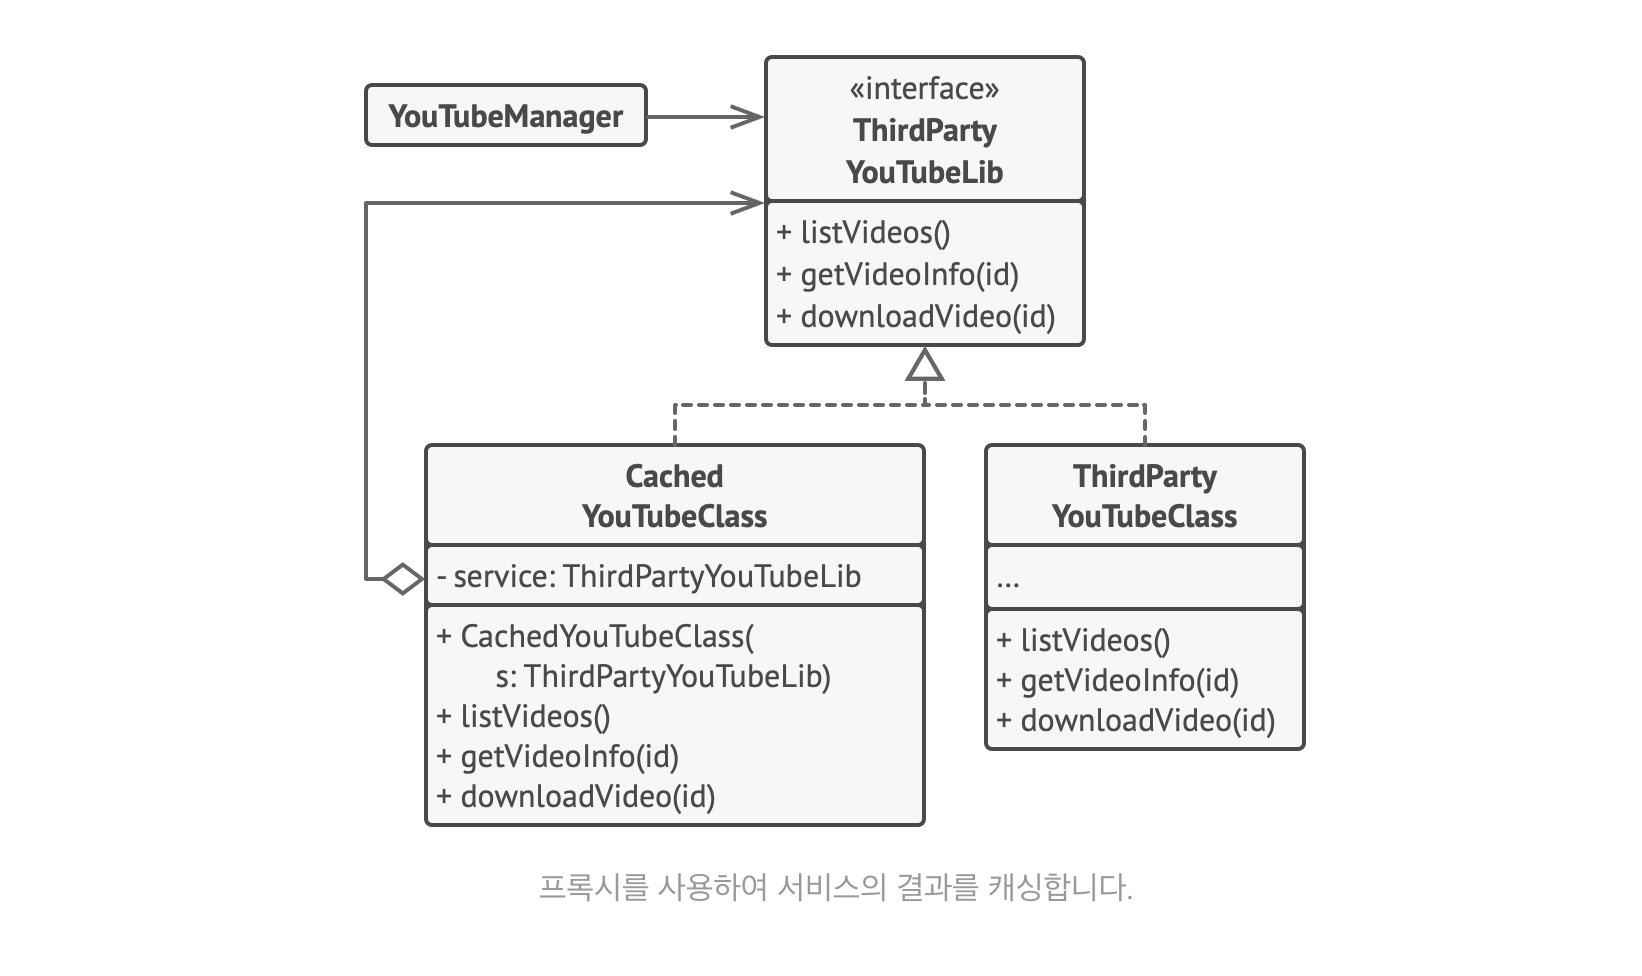 YouTubeManager
«interface»
ThirdParty
YouTubeLib
+ listVideos()
+ getVideoInfo(id)
+ downloadVideo(id)
Cached
YouTubeClass
- service: ThirdPartyYouTubeLib
+ CachedYouTubeClass(
s: ThirdPartyYouTubeLib)
+ listVideos()
+ getVideoInfo(id)
+ downloadVideo(id)
ThirdParty
YouTubeClass
...
+ listVideos()
+ getVideoInfo(id)
+ downloadVideo(id)
프록시를 사용하여 서비스의 결과를 캐싱합니다.